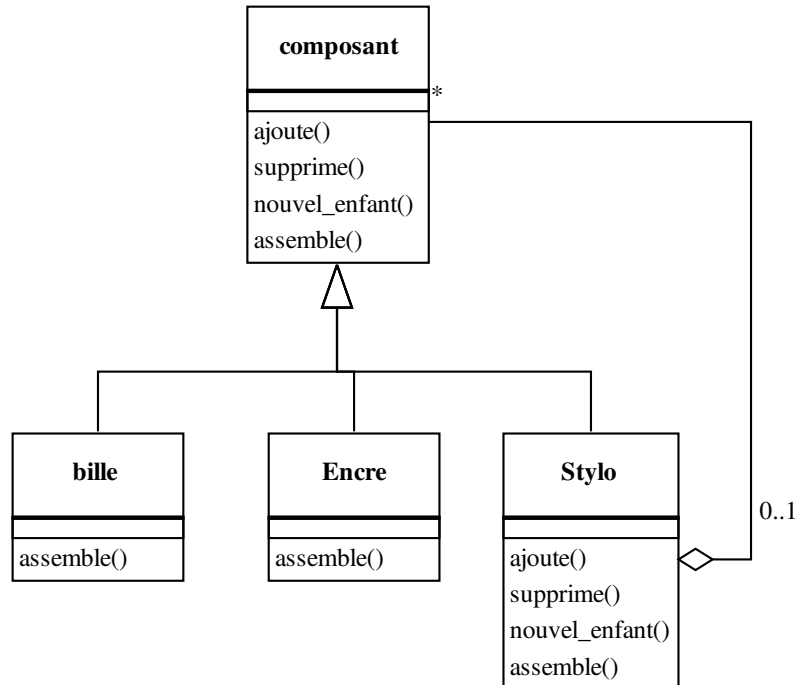 composant
*
ajoute()
supprime()
nouvel_enfant()
assemble()
bille
assemble()
Encre
assemble()
Stylo
0..1
ajoute()
supprime()
nouvel_enfant()
assemble()